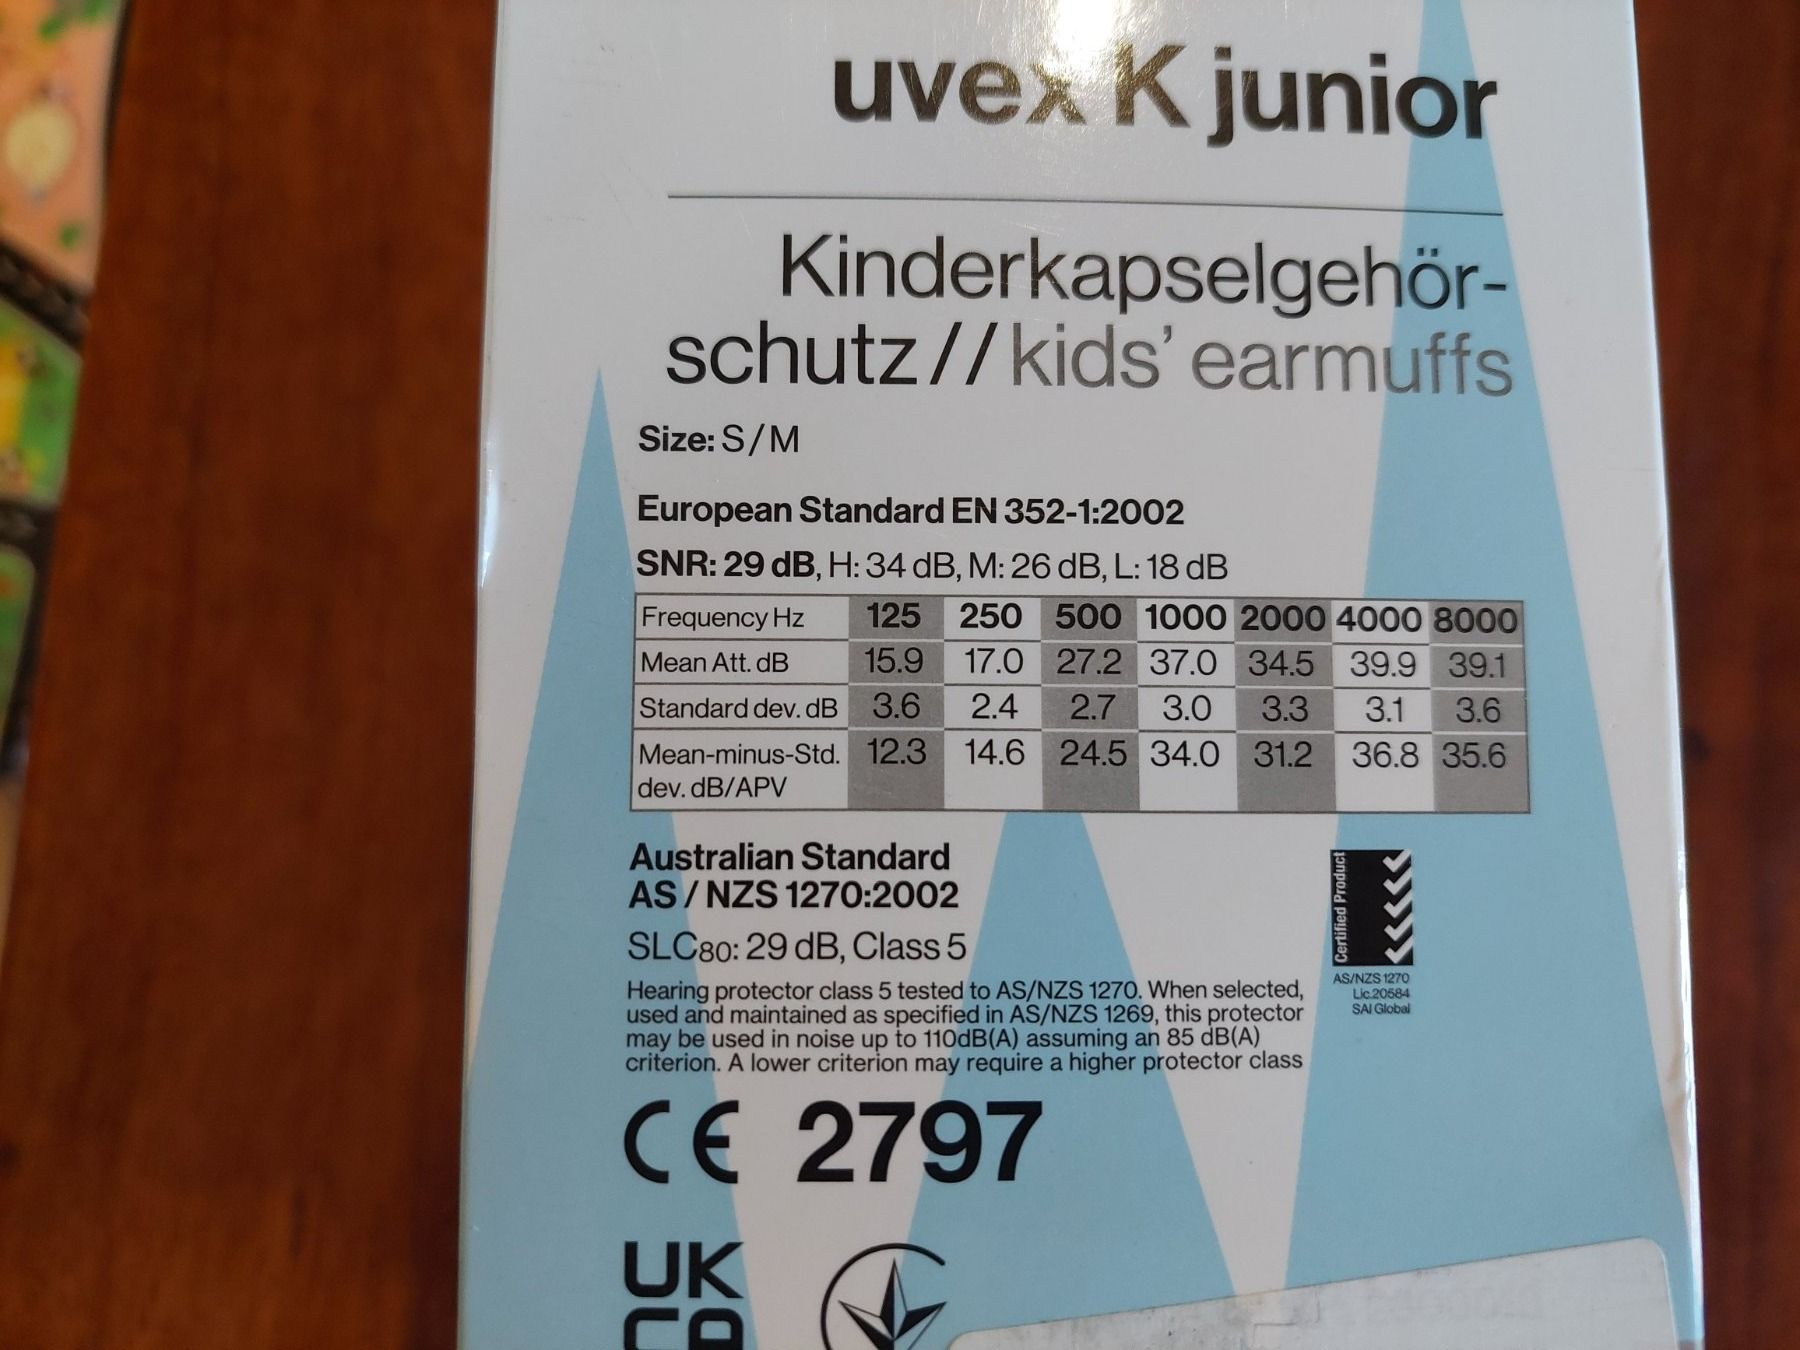 uvex K junior
Kinderkapselgehör-
schutz // kids' earmuffs
Size: S/M
European Standard EN 352-1:2002
SNR: 29 dB, H: 34 dB, M: 26 dB, L: 18 dB
Frequency Hz 125 250 500 1000 2000 4000 8000
Mean Att. dB 15.9 17.0 27.2 37.0 34.5 39.9 39.1
Standard dev. dB 3.6 2.4 2.7 3.0 3.3 3.1 3.6
Mean-minus-Std. 12.3 14.6 24.5 34.0 31.2 36.8 35.6
dev. dB/APV
Australian Standard
AS / NZS 1270:2002
SLC80: 29 dB, Class 5
Certified Product
AS/NZS 1270
Lic.20584
SAI Global
Hearing protector class 5 tested to AS/NZS 1270. When selected,
used and maintained as specified in AS/NZS 1269, this protector
may be used in noise up to 110dB(A) assuming an 85 dB(A)
criterion. A lower criterion may require a higher protector class
CE 2797
UK
CA